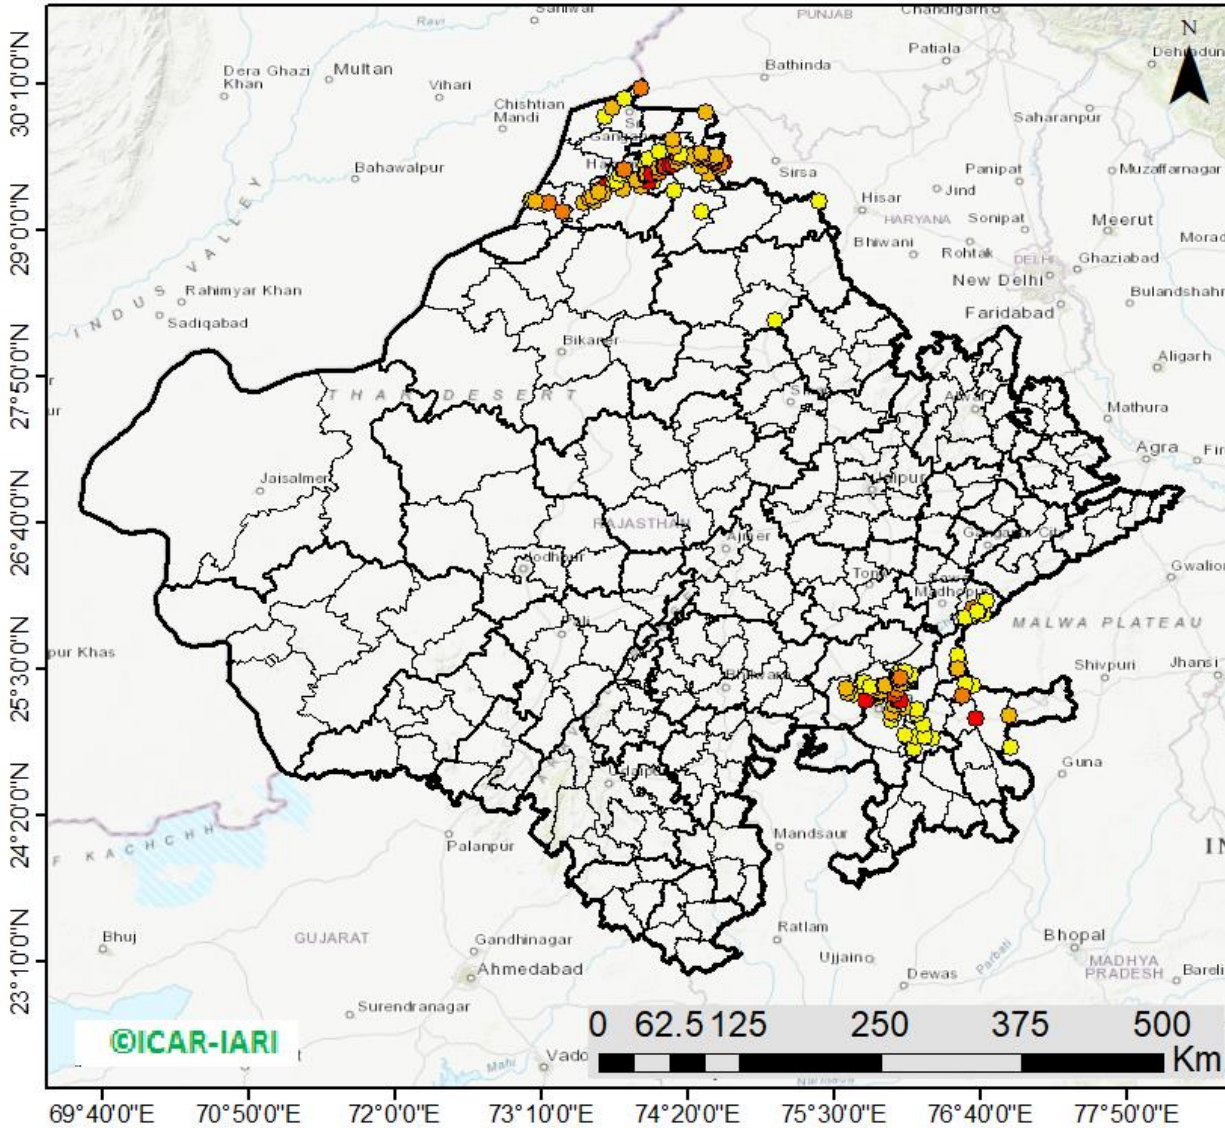 Sahiwal
Ravi
PUNJAB
Chandigarh
N
Patiala
Dera Ghazi
Khan
Multan
Vihari
Bathinda
Chishtian
Mandi
Saharanpur
Bahawalpur
Sirsa
Panipat
Muzaffarnagar
Jind
Hisar
HARYANA
Sonipat
Meerut
Bhiwani
Rohtak
DELHI
Ghaziabad
New Delhi
INDUS VALLEY
Rahimyar Khan
Sadiqabad
Faridabad
Bikaner
Aligarh
THAR DESERT
Alwar
Mathura
Agra
Jaisalmer
Jaipur
RAJASTHAN
Ajmer
Jodhpur
Tonk
Madhopur
MALWA PLATEAU
Pali
pur Khas
Shivpuri
Jhansi
Bhilwara
Guna
Udaipur
F KACHCHH
Palanpur
Mandsaur
Bhuj
GUJARAT
Gandhinagar
Ratlam
Bhopal
Ahmedabad
Ujjain
Dewas
Parbati
MADHYA
PRADESH
Surendranagar
Mahi
©ICAR-IARI
0 62.5 125 250 375 500
Km
30°10'0"N
29°0'0"N
27°50'0"N
26°40'0"N
25°30'0"N
24°20'0"N
23°10'0"N
69°40'0"E 70°50'0"E 72°0'0"E 73°10'0"E 74°20'0"E 75°30'0"E 76°40'0"E 77°50'0"E